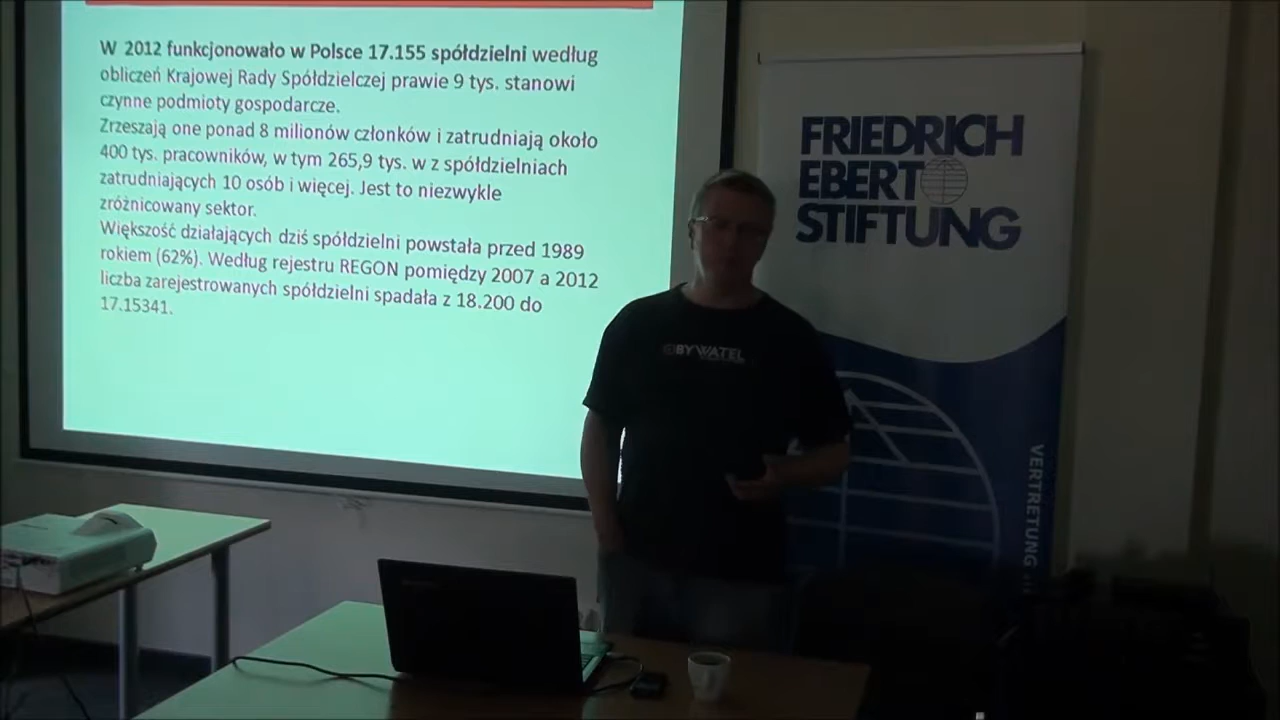 W 2012 funkcjonowało w Polsce 17.155 spółdzielni według
obliczeń Krajowej Rady Spółdzielczej prawie 9 tys. stanowi
czynne podmioty gospodarcze.
Zrzeszają one ponad 8 milionów członków i zatrudniają około
400 tys. pracowników, w tym 265,9 tys. w z spółdzielniach
zatrudniających 10 osób i więcej. Jest to niezwykle
zróżnicowany sektor.
Większość działających dziś spółdzielni powstała przed 1989
rokiem (62%). Według rejestru REGON pomiędzy 2007 a 2012
liczba zarejestrowanych spółdzielni spadała z 18.200 do
17.15341.
FRIEDRICH
EBERT
STIFTUNG
OBYWATEL
VERTRETUNG